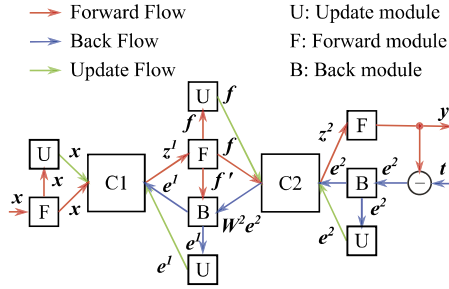 Forward Flow
U: Update module
Back Flow
F: Forward module
Update Flow
B: Back module
U
f
f
F
y
z²
U
x
z¹
F
f
x
C1
e¹
f'
C2
e²
B
e²
−
t
x
F
x
B
W²e²
e²
e¹
e²
U
e¹
U